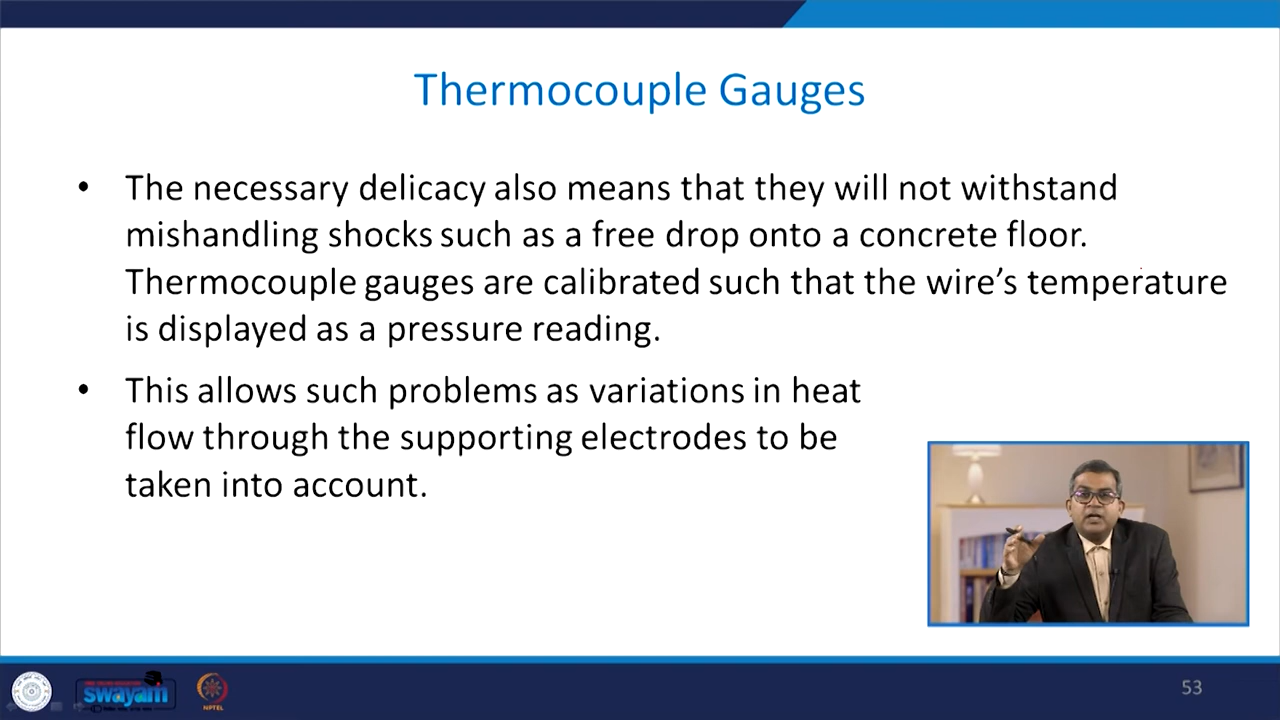 Thermocouple Gauges
• The necessary delicacy also means that they will not withstand
mishandling shocks such as a free drop onto a concrete floor.
Thermocouple gauges are calibrated such that the wire’s temperature
is displayed as a pressure reading.
• This allows such problems as variations in heat
flow through the supporting electrodes to be
taken into account.
swayam
NPTEL
53